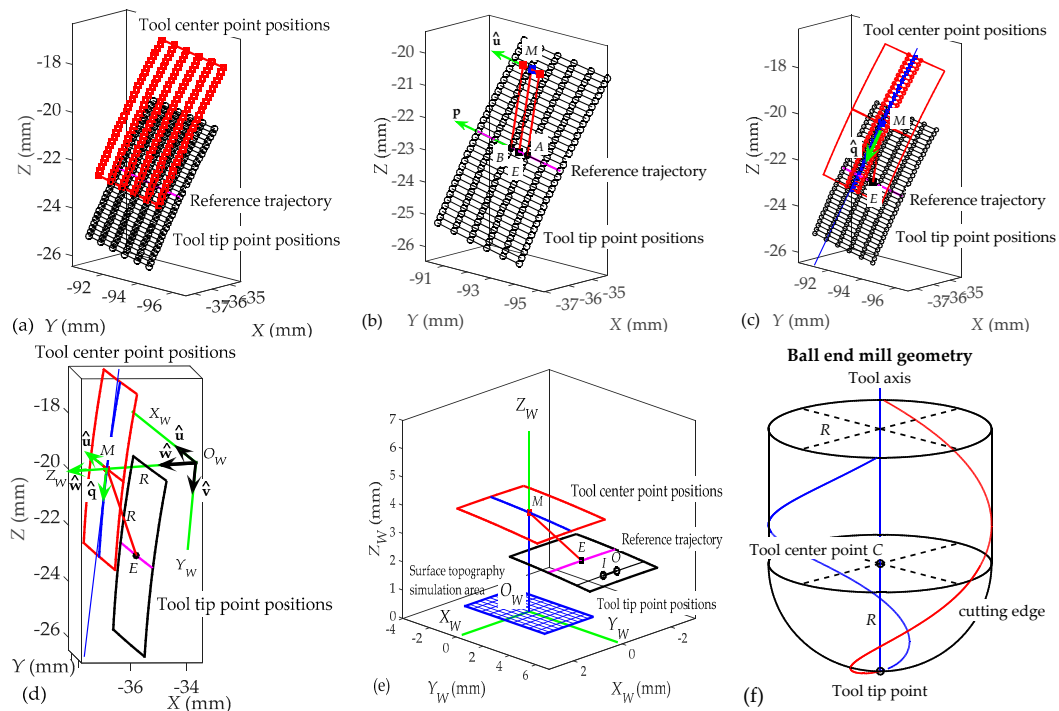 Tool center point positions
Z (mm)
-18
-20
-22
-24
-26
Reference trajectory
Tool tip point positions
-92
-94
-96
-37
-36
-35
(a)
Y (mm)
X (mm)
û
M
p
B
E
A
Z (mm)
-20
-21
-22
-23
-24
-25
-26
Reference trajectory
Tool tip point positions
-91
-93
-95
-37
-36
-35
(b)
Y (mm)
X (mm)
Tool center point positions
M
q̂
E
Z (mm)
-18
-20
-22
-24
-26
Reference trajectory
Tool tip point positions
-92
-94
-96
-37
-36
-35
(c)
Y (mm)
X (mm)
Tool center point positions
Z (mm)
-18
-20
-22
-24
-26
X_W
û
û
M
O_W
ŵ
Z_W
ŵ
q̂
R
v̂
R
E
Y_W
Tool tip point positions
Y (mm)
-36
-34
X (mm)
(d)
Z_W (mm)
7
6
5
4
3
2
1
0
Z_W
Tool center point positions
M
E
Reference trajectory
I
O
Surface topography
simulation area
O_W
Tool tip point positions
X_W
Y_W
-4
-2
0
2
4
6
-2
0
2
(e)
Y_W (mm)
X_W (mm)
Ball end mill geometry
Tool axis
R
Tool center point C
R
cutting edge
Tool tip point
(f)